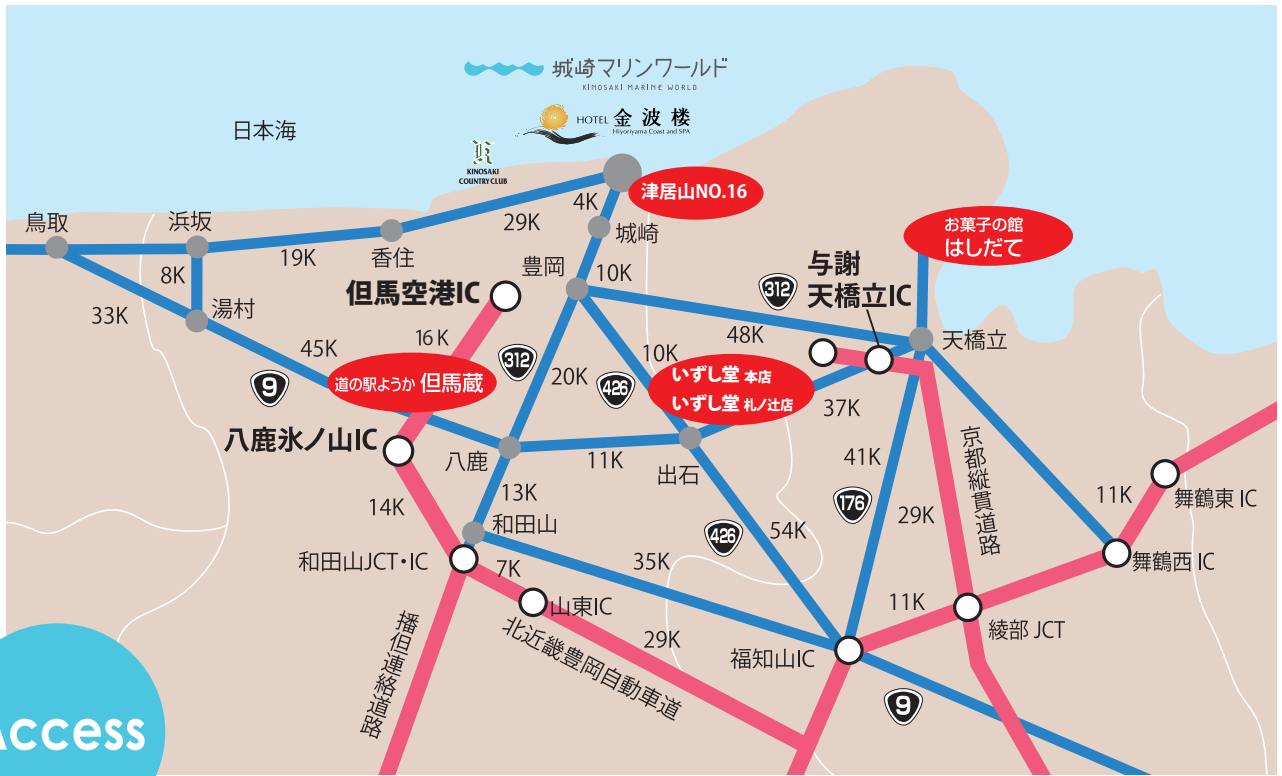 城崎マリンワールド
KINOSAKI MARINE WORLD
HOTEL 金波楼
Hiyoriyama Coast and SPA
日本海
KINOSAKI
COUNTRY CLUB
津居山NO.16
4K
鳥取
浜坂
29K
城崎
お菓子の館
はしだて
19K
香住
8K
豊岡
10K
与謝
天橋立IC
但馬空港IC
312
33K
湯村
16K
48K
天橋立
45K
312
10K
道の駅ようか 但馬蔵
20K
426
いずし堂 本店
いずし堂 札ノ辻店
9
37K
八鹿氷ノ山IC
八鹿
11K
出石
41K
京都縦貫道路
13K
14K
176
29K
11K
舞鶴東 IC
和田山
426
54K
和田山JCT・IC
7K
35K
舞鶴西 IC
山東IC
11K
綾部 JCT
播但連絡道路
北近畿豊岡自動車道
29K
福知山IC
9
Access